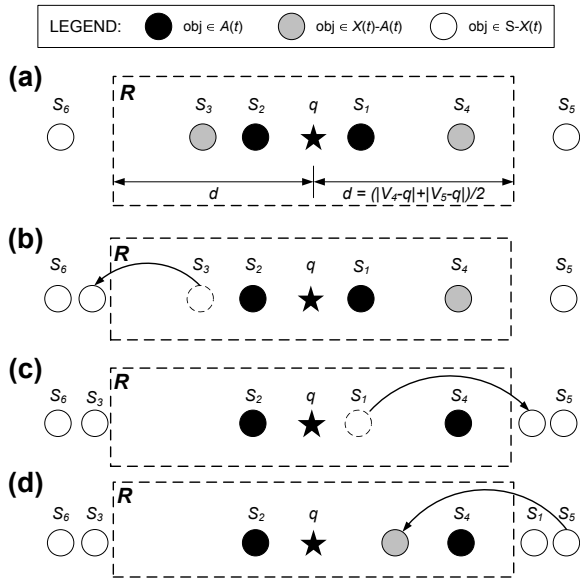 LEGEND: obj ∈ A(t) obj ∈ X(t)-A(t) obj ∈ S-X(t)
(a)
R
S6 S3 S2 q S1 S4 S5
d d = (|V4-q|+|V5-q|)/2
(b)
R
S6 S3 S2 q S1 S4 S5
(c)
R
S6 S3 S2 q S1 S4 S5
(d)
R
S6 S3 S2 q S4 S1 S5